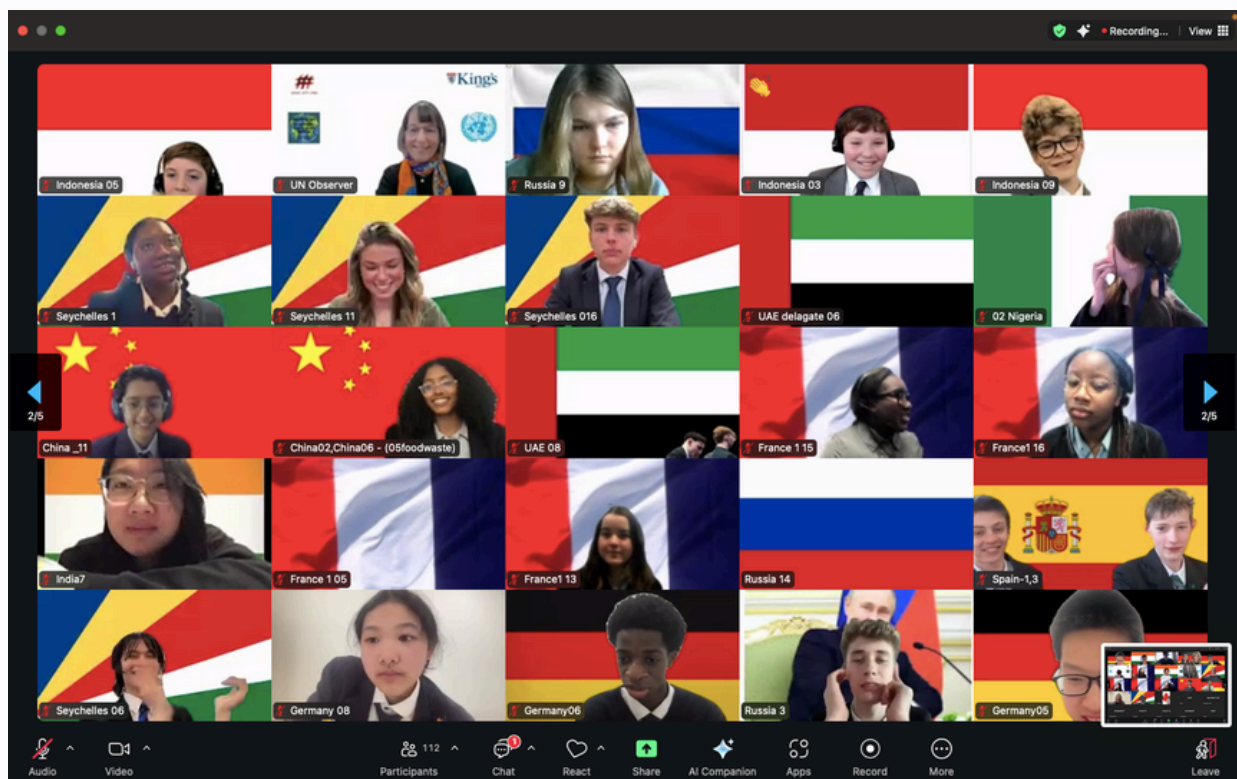 Recording...
View
King's
Indonesia 05
UN Observer
Russia 9
Indonesia 03
Indonesia 09
Seychelles 1
Seychelles 11
Seychelles 016
UAE delagate 06
02 Nigeria
2/5
2/5
China _11
China02,China06 - (05foodwaste)
UAE 08
France 1 15
France1 16
India7
France 1 05
France1 13
Russia 14
Spain-1,3
Seychelles 06
Germany 08
Germany06
Russia 3
Germany05
112
1
Audio
Video
Participants
Chat
React
Share
AI Companion
Apps
Record
More
Leave